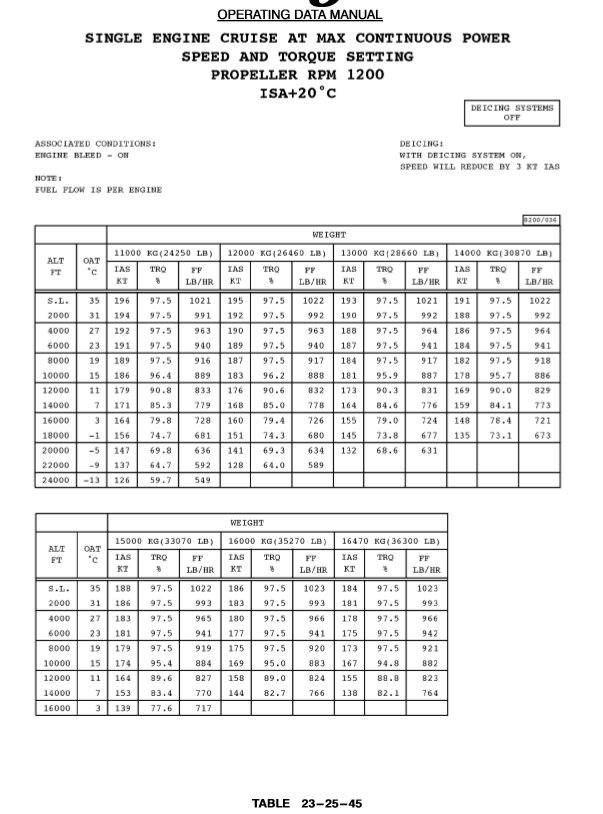 OPERATING DATA MANUAL
SINGLE ENGINE CRUISE AT MAX CONTINUOUS POWER
SPEED AND TORQUE SETTING
PROPELLER RPM 1200
ISA+20°C
DEICING SYSTEMS
OFF
ASSOCIATED CONDITIONS:
ENGINE BLEED - ON
DEICING:
WITH DEICING SYSTEM ON,
SPEED WILL REDUCE BY 3 KT IAS
NOTE:
FUEL FLOW IS PER ENGINE
8200/036
WEIGHT
ALT FT OAT °C 11000 KG(24250 LB) 12000 KG(26460 LB) 13000 KG(28660 LB) 14000 KG(30870 LB)
IAS KT TRQ % FF LB/HR IAS KT TRQ % FF LB/HR IAS KT TRQ % FF LB/HR IAS KT TRQ % FF LB/HR
S.L. 35 196 97.5 1021 195 97.5 1022 193 97.5 1021 191 97.5 1022
2000 31 194 97.5 991 192 97.5 992 190 97.5 992 188 97.5 992
4000 27 192 97.5 963 190 97.5 963 188 97.5 964 186 97.5 964
6000 23 191 97.5 940 189 97.5 940 187 97.5 941 184 97.5 941
8000 19 189 97.5 916 187 97.5 917 184 97.5 917 182 97.5 918
10000 15 186 96.4 889 183 96.2 888 181 95.9 887 178 95.7 886
12000 11 179 90.8 833 176 90.6 832 173 90.3 831 169 90.0 829
14000 7 171 85.3 779 168 85.0 778 164 84.6 776 159 84.1 773
16000 3 164 79.8 728 160 79.4 726 155 79.0 724 148 78.4 721
18000 -1 156 74.7 681 151 74.3 680 145 73.8 677 135 73.1 673
20000 -5 147 69.8 636 141 69.3 634 132 68.6 631
22000 -9 137 64.7 592 128 64.0 589
24000 -13 126 59.7 549
WEIGHT
ALT FT OAT °C 15000 KG(33070 LB) 16000 KG(35270 LB) 16470 KG(36300 LB)
IAS KT TRQ % FF LB/HR IAS KT TRQ % FF LB/HR IAS KT TRQ % FF LB/HR
S.L. 35 188 97.5 1022 186 97.5 1023 184 97.5 1023
2000 31 186 97.5 993 183 97.5 993 181 97.5 993
4000 27 183 97.5 965 180 97.5 966 178 97.5 966
6000 23 181 97.5 941 177 97.5 941 175 97.5 942
8000 19 179 97.5 919 175 97.5 920 173 97.5 921
10000 15 174 95.4 884 169 95.0 883 167 94.8 882
12000 11 164 89.6 827 158 89.0 824 155 88.8 823
14000 7 153 83.4 770 144 82.7 766 138 82.1 764
16000 3 139 77.6 717
TABLE 23-25-45